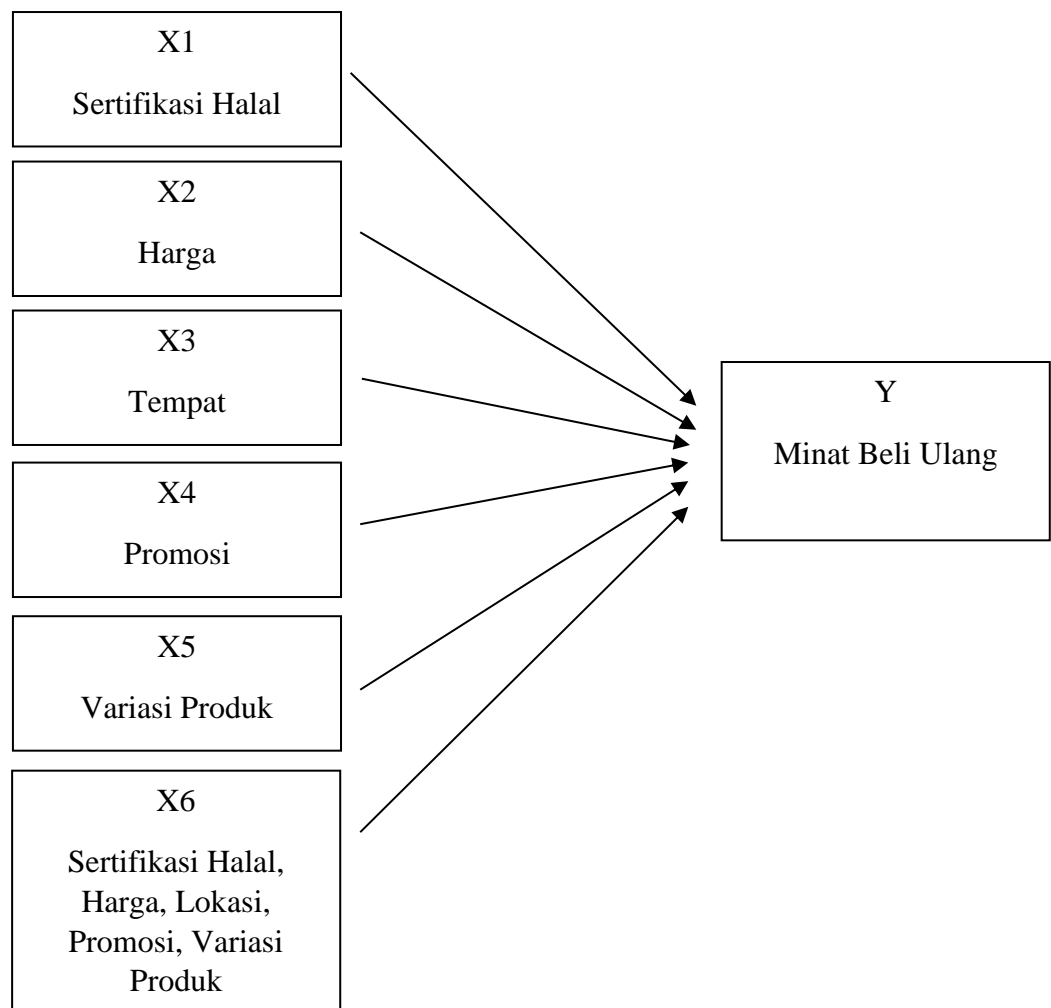 X1
Sertifikasi Halal
X2
Harga
X3
Tempat
X4
Promosi
X5
Variasi Produk
X6
Sertifikasi Halal,
Harga, Lokasi,
Promosi, Variasi
Produk
Y
Minat Beli Ulang